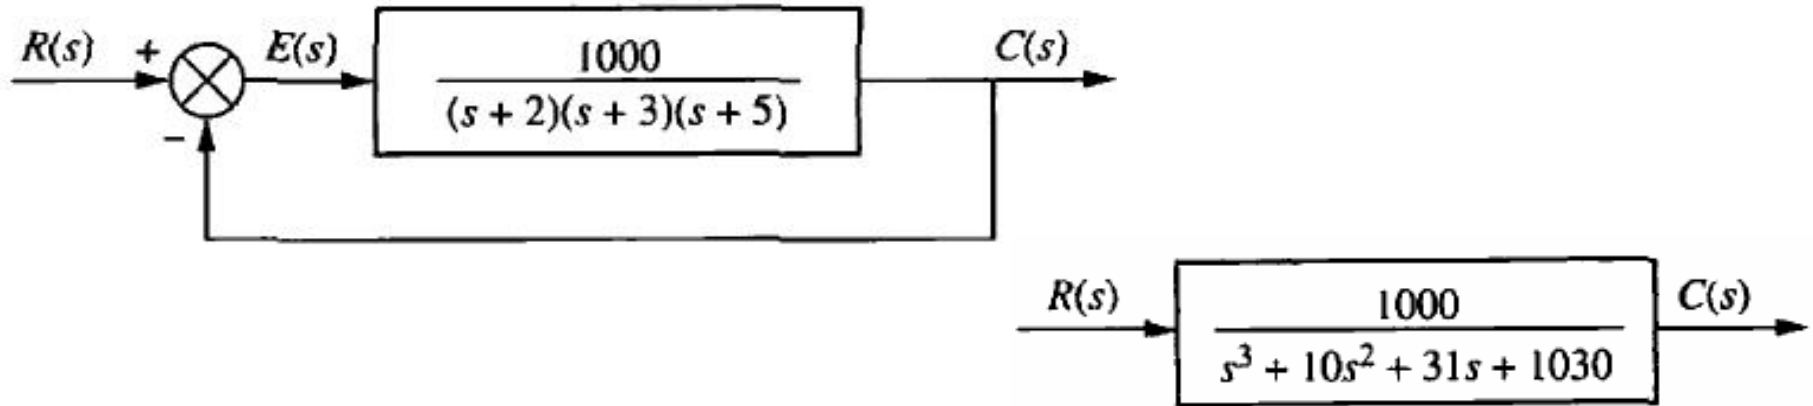 R(s) + E(s) C(s)
1000
(s + 2)(s + 3)(s + 5)
−
R(s) 1000 C(s)
s³ + 10s² + 31s + 1030